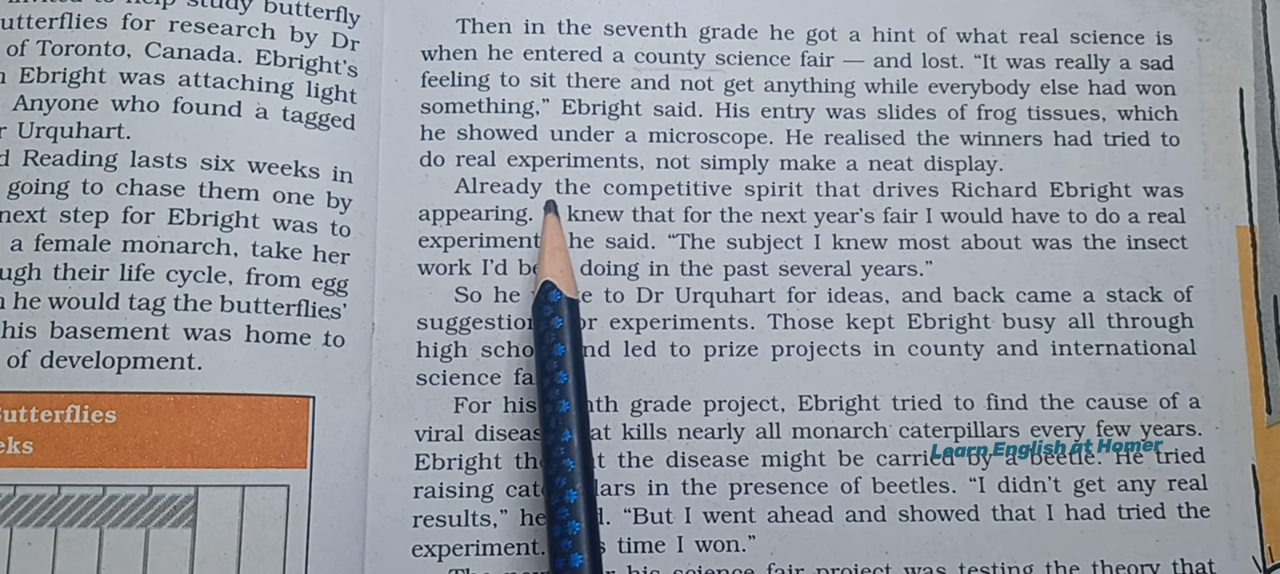 study butterfly
utterflies for research by Dr
of Toronto, Canada. Ebright's
Ebright was attaching light
Anyone who found a tagged
Urquhart.
Reading lasts six weeks in
going to chase them one by
next step for Ebright was to
a female monarch, take her
ugh their life cycle, from egg
he would tag the butterflies'
his basement was home to
of development.
utterflies
eks
Then in the seventh grade he got a hint of what real science is
when he entered a county science fair — and lost. “It was really a sad
feeling to sit there and not get anything while everybody else had won
something,” Ebright said. His entry was slides of frog tissues, which
he showed under a microscope. He realised the winners had tried to
do real experiments, not simply make a neat display.
Already the competitive spirit that drives Richard Ebright was
appearing. knew that for the next year's fair I would have to do a real
experiment he said. “The subject I knew most about was the insect
work I'd doing in the past several years.”
So he to Dr Urquhart for ideas, and back came a stack of
suggestion experiments. Those kept Ebright busy all through
high scho nd led to prize projects in county and international
science fa
For his th grade project, Ebright tried to find the cause of a
viral diseas at kills nearly all monarch caterpillars every few years.
Ebright th t the disease might be carried by a beetle. He tried
raising cat lars in the presence of beetles. “I didn't get any real
results,” he “But I went ahead and showed that I had tried the
experiment. time I won.”
his science fair project was testing the theory that
Learn English at Homer